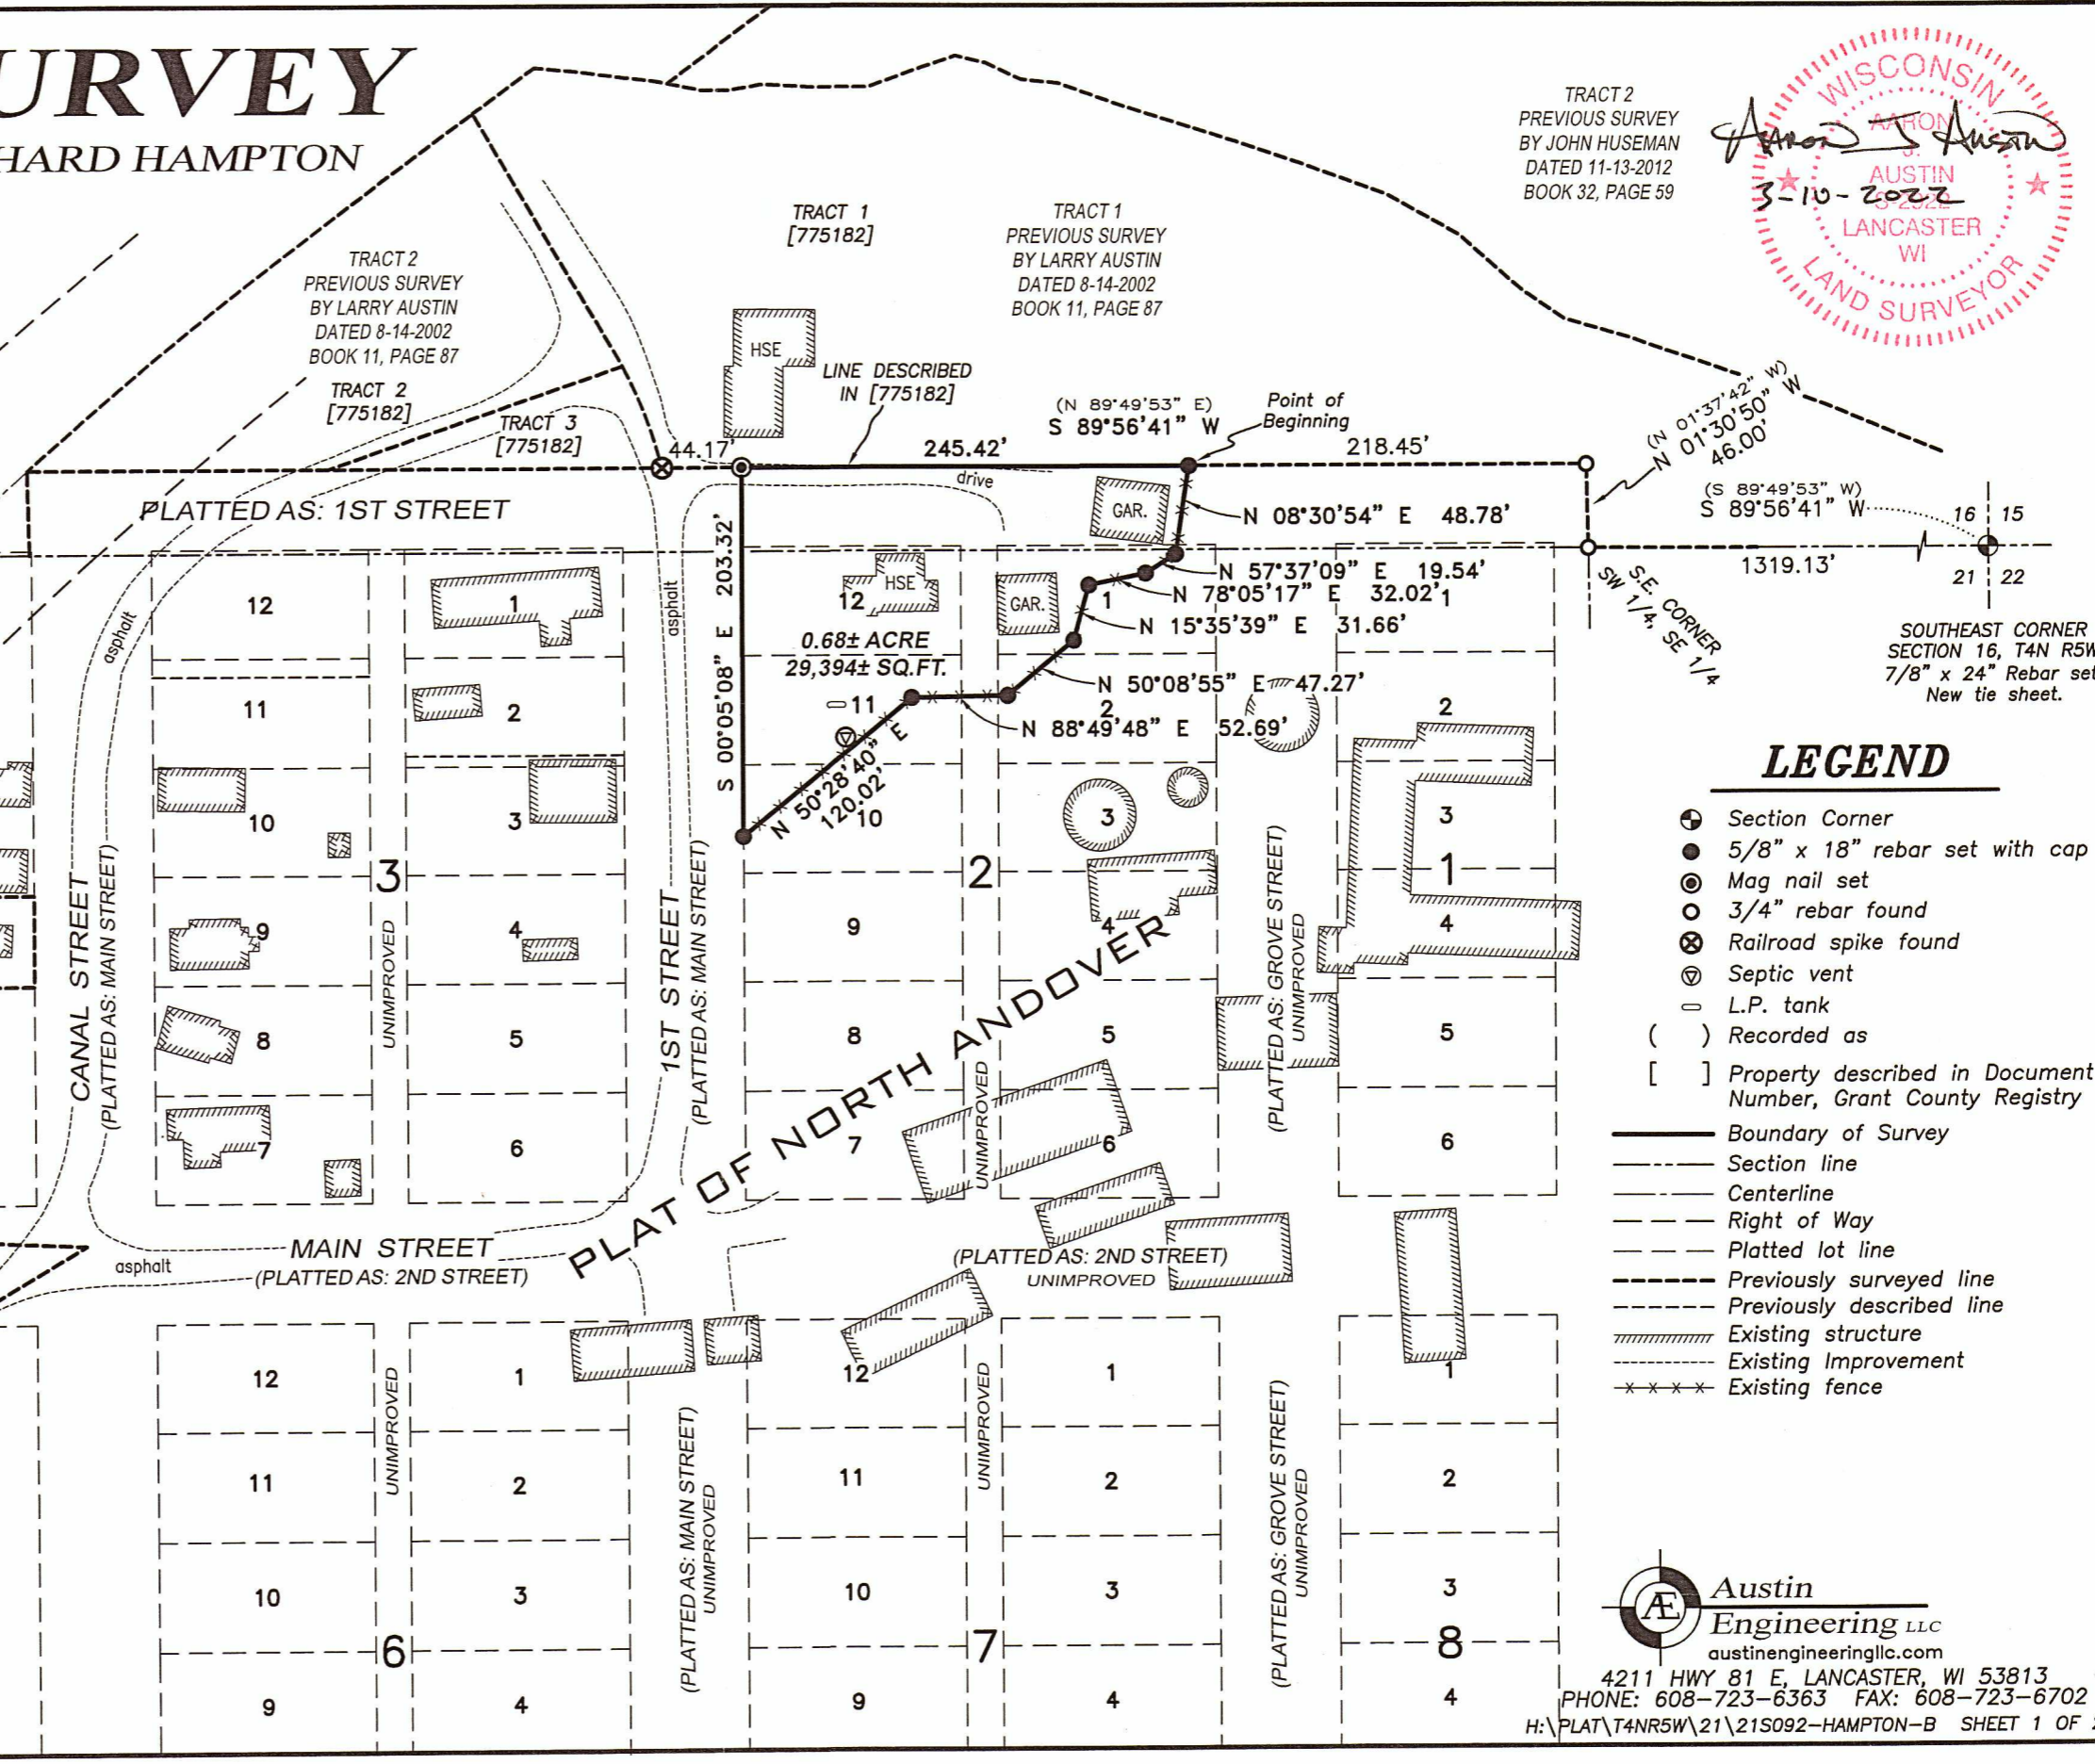 URVEY
HARD HAMPTON
TRACT 2
PREVIOUS SURVEY
BY JOHN HUSEMAN
DATED 11-13-2012
BOOK 32, PAGE 59
WISCONSIN
AARON
J.
AUSTIN
S-2922
LANCASTER
WI
LAND SURVEYOR
Aaron J Austin
3-10-2022
TRACT 2
PREVIOUS SURVEY
BY LARRY AUSTIN
DATED 8-14-2002
BOOK 11, PAGE 87
TRACT 2
[775182]
TRACT 3
[775182]
TRACT 1
[775182]
TRACT 1
PREVIOUS SURVEY
BY LARRY AUSTIN
DATED 8-14-2002
BOOK 11, PAGE 87
HSE
LINE DESCRIBED
IN [775182]
(N 89°49'53" E)
S 89°56'41" W
Point of
Beginning
44.17'
245.42'
218.45'
(N 01°37'42" W)
N 01°30'50" W
46.00'
(S 89°49'53" W)
S 89°56'41" W
16 15
21 22
1319.13'
S.E. CORNER
SW 1/4, SE 1/4
SOUTHEAST CORNER
SECTION 16, T4N R5W
7/8" x 24" Rebar set
New tie sheet.
PLATTED AS: 1ST STREET
drive
GAR.
N 08°30'54" E 48.78'
N 57°37'09" E 19.54'
N 78°05'17" E 32.02'
N 15°35'39" E 31.66'
N 50°08'55" E 47.27'
N 88°49'48" E 52.69'
N 50°28'40" E
120.02'
S 00°05'08" E 203.32'
HSE
GAR.
0.68± ACRE
29,394± SQ.FT.
asphalt
asphalt
12
11
10
9
8
7
1
2
3
4
5
6
3
UNIMPROVED
CANAL STREET
(PLATTED AS: MAIN STREET)
1ST STREET
(PLATTED AS: MAIN STREET)
12
11
10
9
8
7
2
UNIMPROVED
1
2
3
4
5
6
(PLATTED AS: GROVE STREET)
UNIMPROVED
1
2
3
1
4
5
6
PLAT OF NORTH ANDOVER
MAIN STREET
(PLATTED AS: 2ND STREET)
asphalt
(PLATTED AS: 2ND STREET)
UNIMPROVED
12
11
10
9
UNIMPROVED
6
1
2
3
4
(PLATTED AS: MAIN STREET)
UNIMPROVED
12
11
10
9
UNIMPROVED
7
1
2
3
4
(PLATTED AS: GROVE STREET)
UNIMPROVED
1
2
3
8
4
LEGEND
Section Corner
5/8" x 18" rebar set with cap
Mag nail set
3/4" rebar found
Railroad spike found
Septic vent
L.P. tank
( ) Recorded as
[ ] Property described in Document
Number, Grant County Registry
Boundary of Survey
Section line
Centerline
Right of Way
Platted lot line
Previously surveyed line
Previously described line
Existing structure
Existing Improvement
Existing fence
AE
Austin
Engineering LLC
austinengineeringllc.com
4211 HWY 81 E, LANCASTER, WI 53813
PHONE: 608-723-6363 FAX: 608-723-6702
H:\PLAT\T4NR5W\21\21S092-HAMPTON-B SHEET 1 OF 2